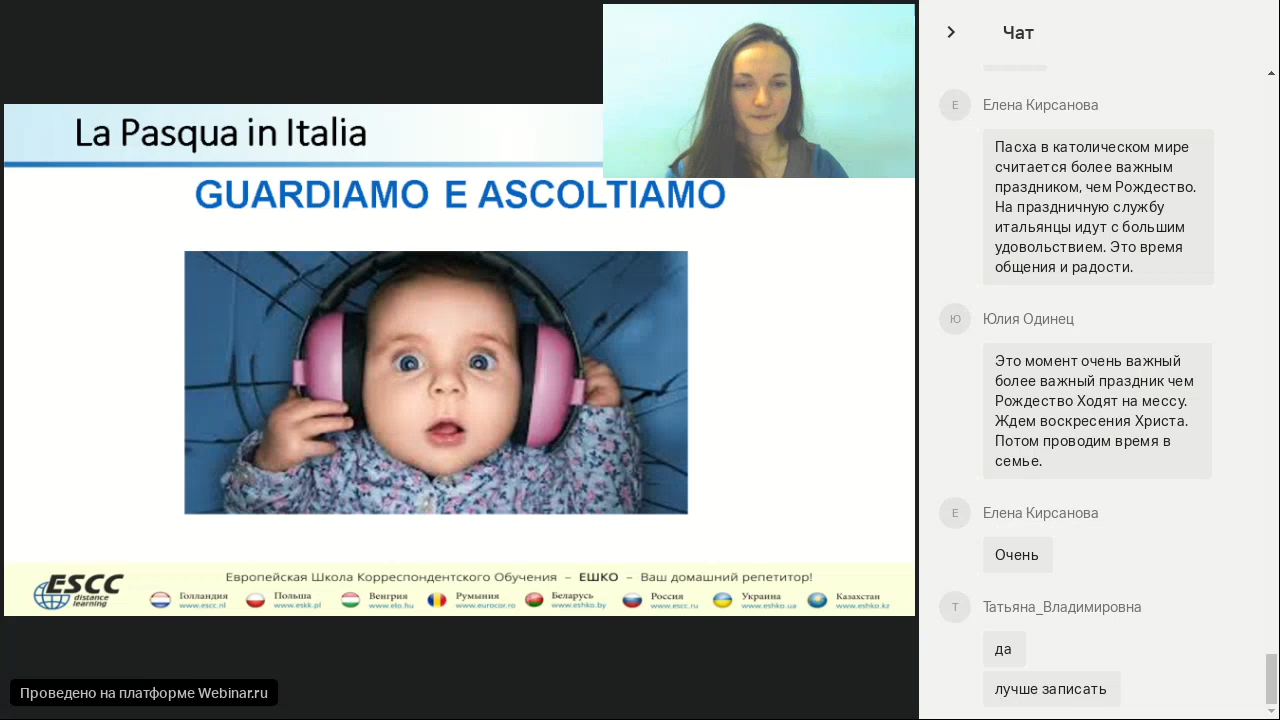 La Pasqua in Italia
GUARDIAMO E ASCOLTIAMO
ESCC
distance
learning
Европейская Школа Корреспондентского Обучения – ЕШКО – Ваш домашний репетитор!
Голландия
www.escc.nl
Польша
www.eskk.pl
Венгрия
www.elo.hu
Румыния
www.eurocor.ro
Беларусь
www.eshko.by
Россия
www.escc.ru
Украина
www.eshko.ua
Казахстан
www.eshko.kz
Проведено на платформе Webinar.ru
Чат
Е
Елена Кирсанова
Пасха в католическом мире
считается более важным
праздником, чем Рождество.
На праздничную службу
итальянцы идут с большим
удовольствием. Это время
общения и радости.
Ю
Юлия Одинец
Это момент очень важный
более важный праздник чем
Рождество Ходят на мессу.
Ждем воскресения Христа.
Потом проводим время в
семье.
Е
Елена Кирсанова
Очень
Т
Татьяна_Владимировна
да
лучше записать